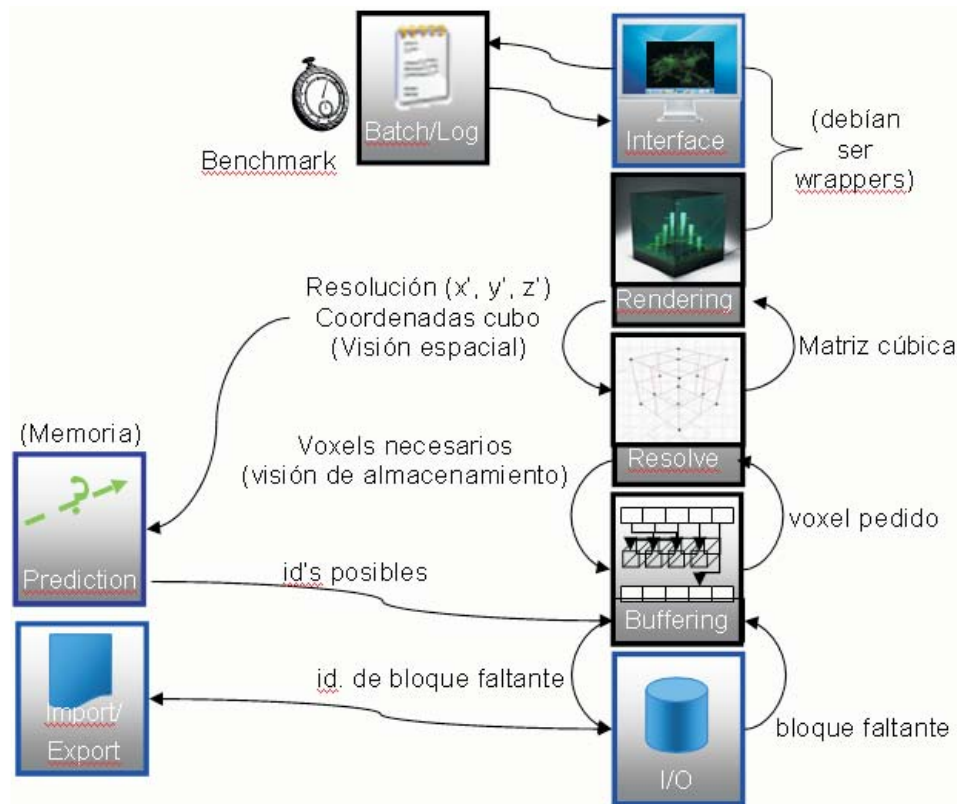 Batch/Log
Benchmark
Interface
(debían
ser
wrappers)
Rendering
Resolución (x', y', z')
Coordenadas cubo
(Visión espacial)
Matriz cúbica
Resolve
(Memoria)
Prediction
Voxels necesarios
(visión de almacenamiento)
voxel pedido
id's posibles
Buffering
id. de bloque faltante
Import/
Export
bloque faltante
I/O